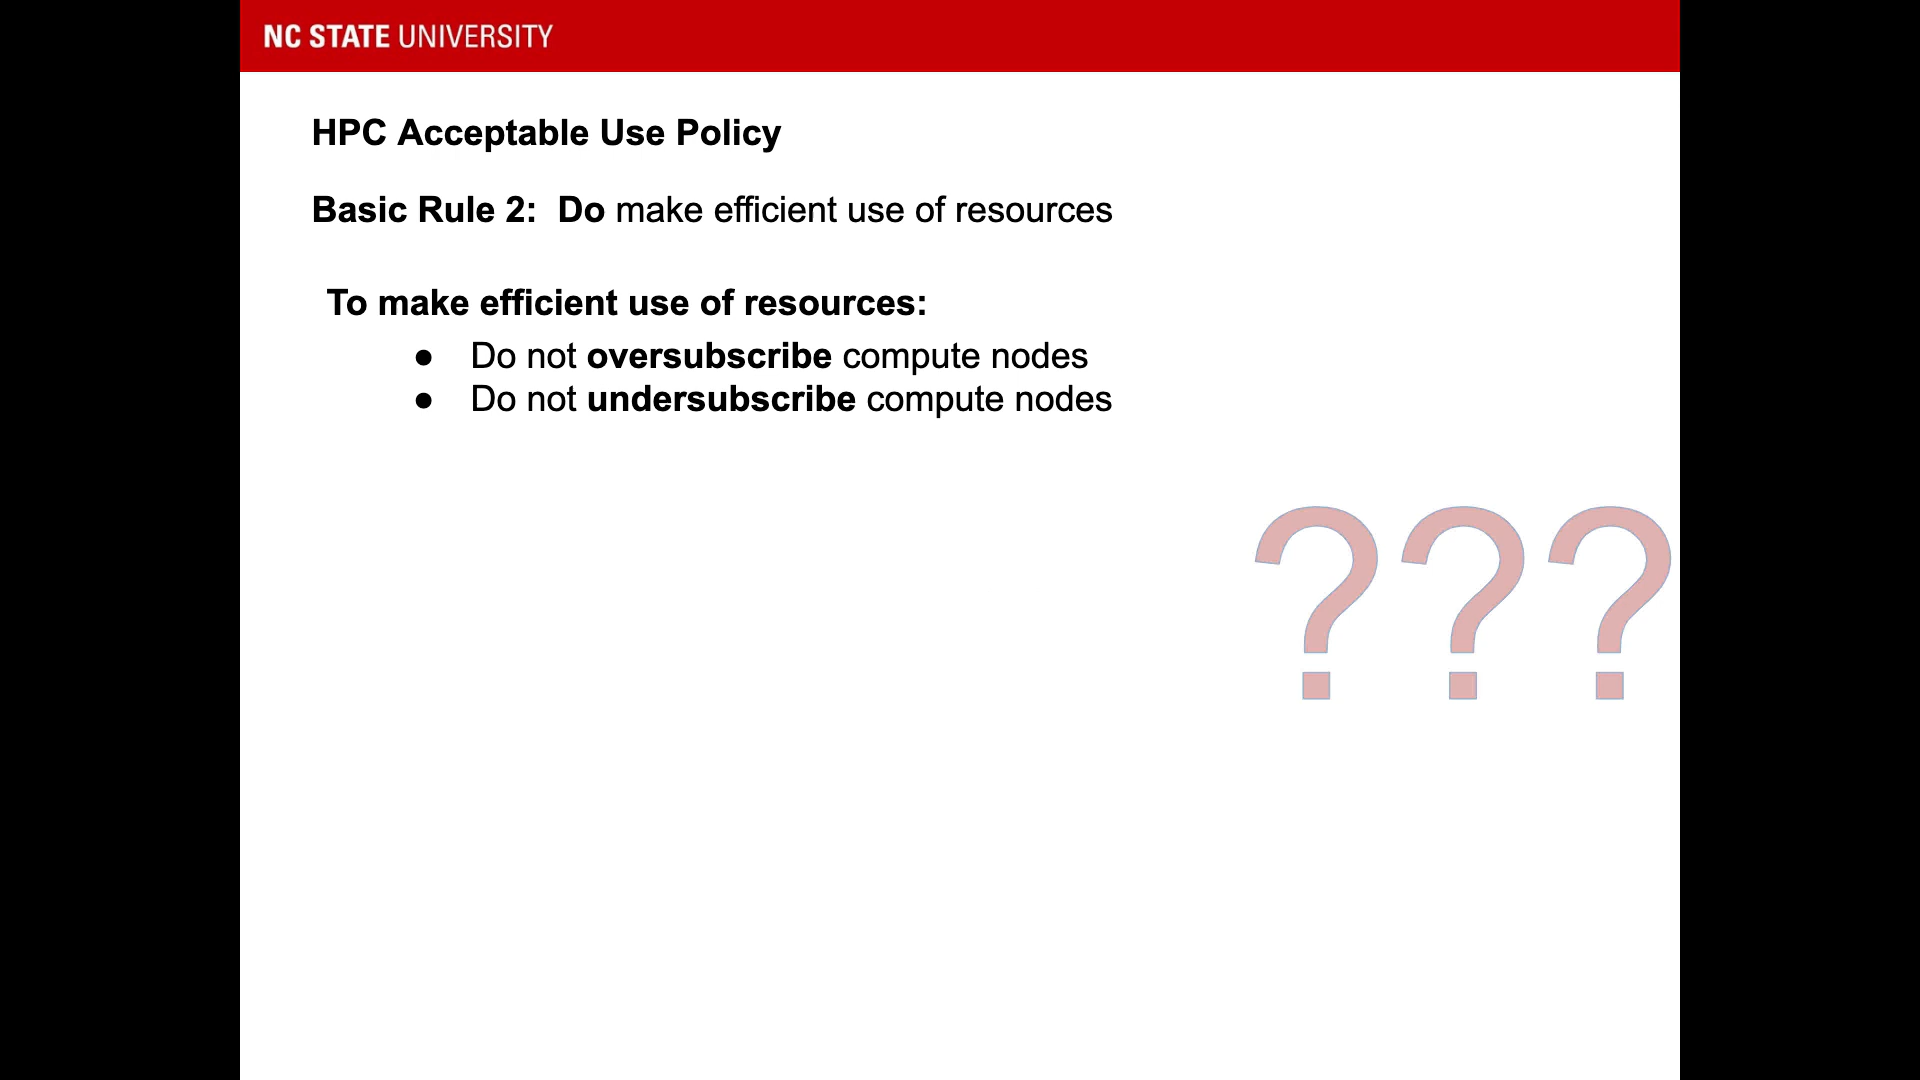 NC STATE UNIVERSITY
HPC Acceptable Use Policy
Basic Rule 2: Do make efficient use of resources
To make efficient use of resources:
● Do not oversubscribe compute nodes
● Do not undersubscribe compute nodes
???